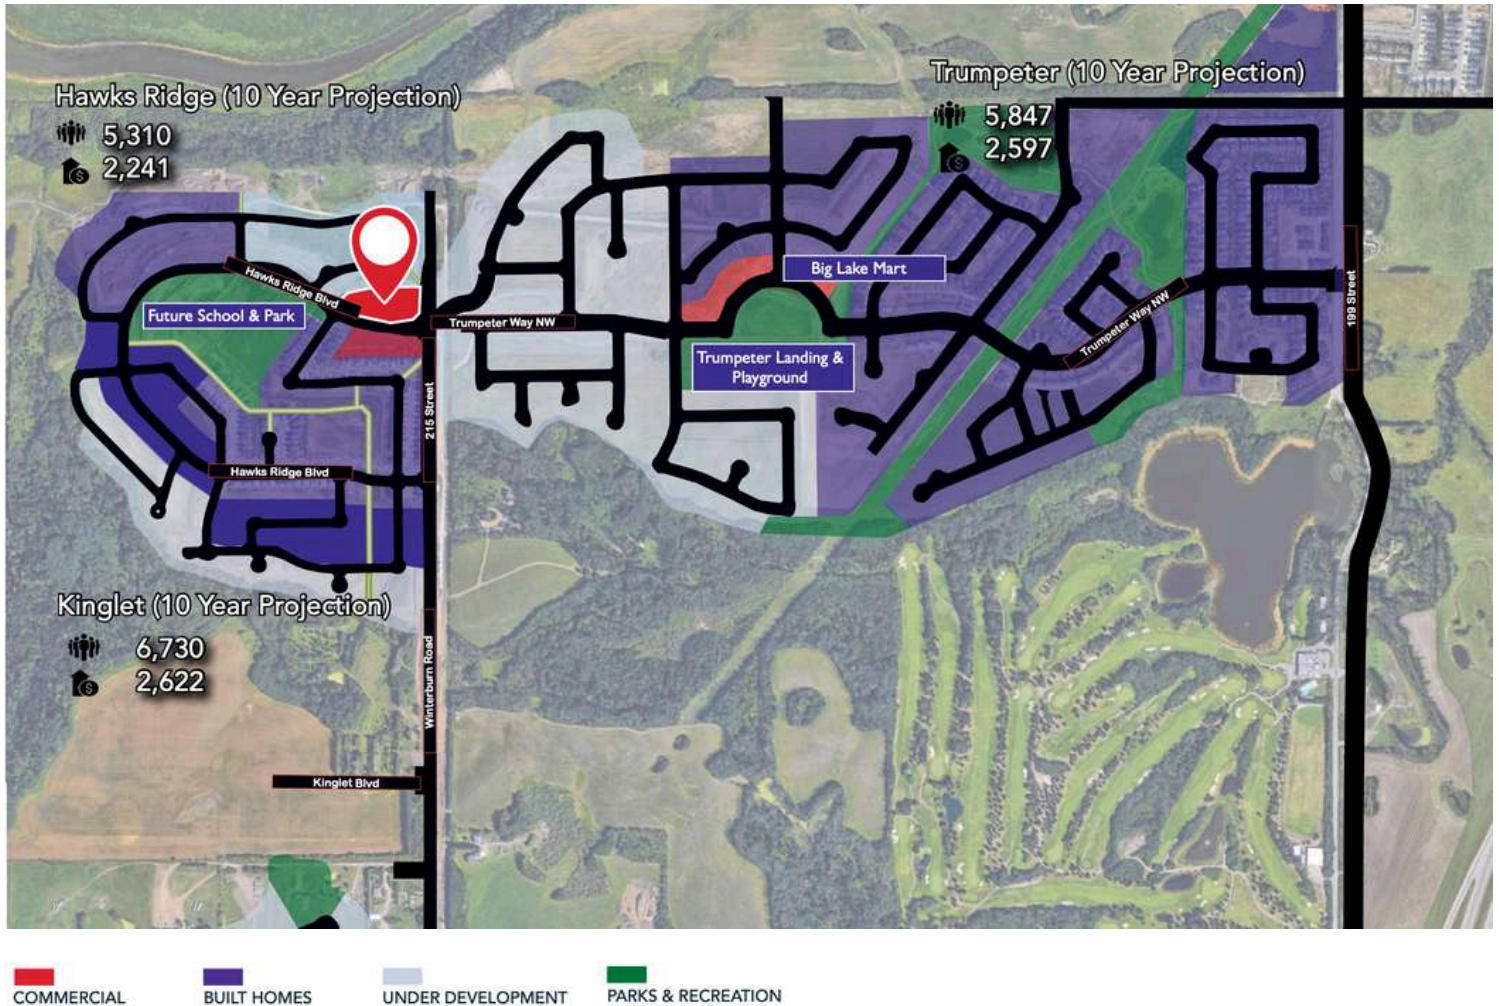 Hawks Ridge (10 Year Projection)
5,310
2,241
Trumpeter (10 Year Projection)
5,847
2,597
Hawks Ridge Blvd
Big Lake Mart
Future School & Park
Trumpeter Way NW
Trumpeter Way NW
199 Street
Trumpeter Landing &
Playground
215 Street
Hawks Ridge Blvd
Kinglet (10 Year Projection)
6,730
2,622
Winterburn Road
Kinglet Blvd
COMMERCIAL
BUILT HOMES
UNDER DEVELOPMENT
PARKS & RECREATION